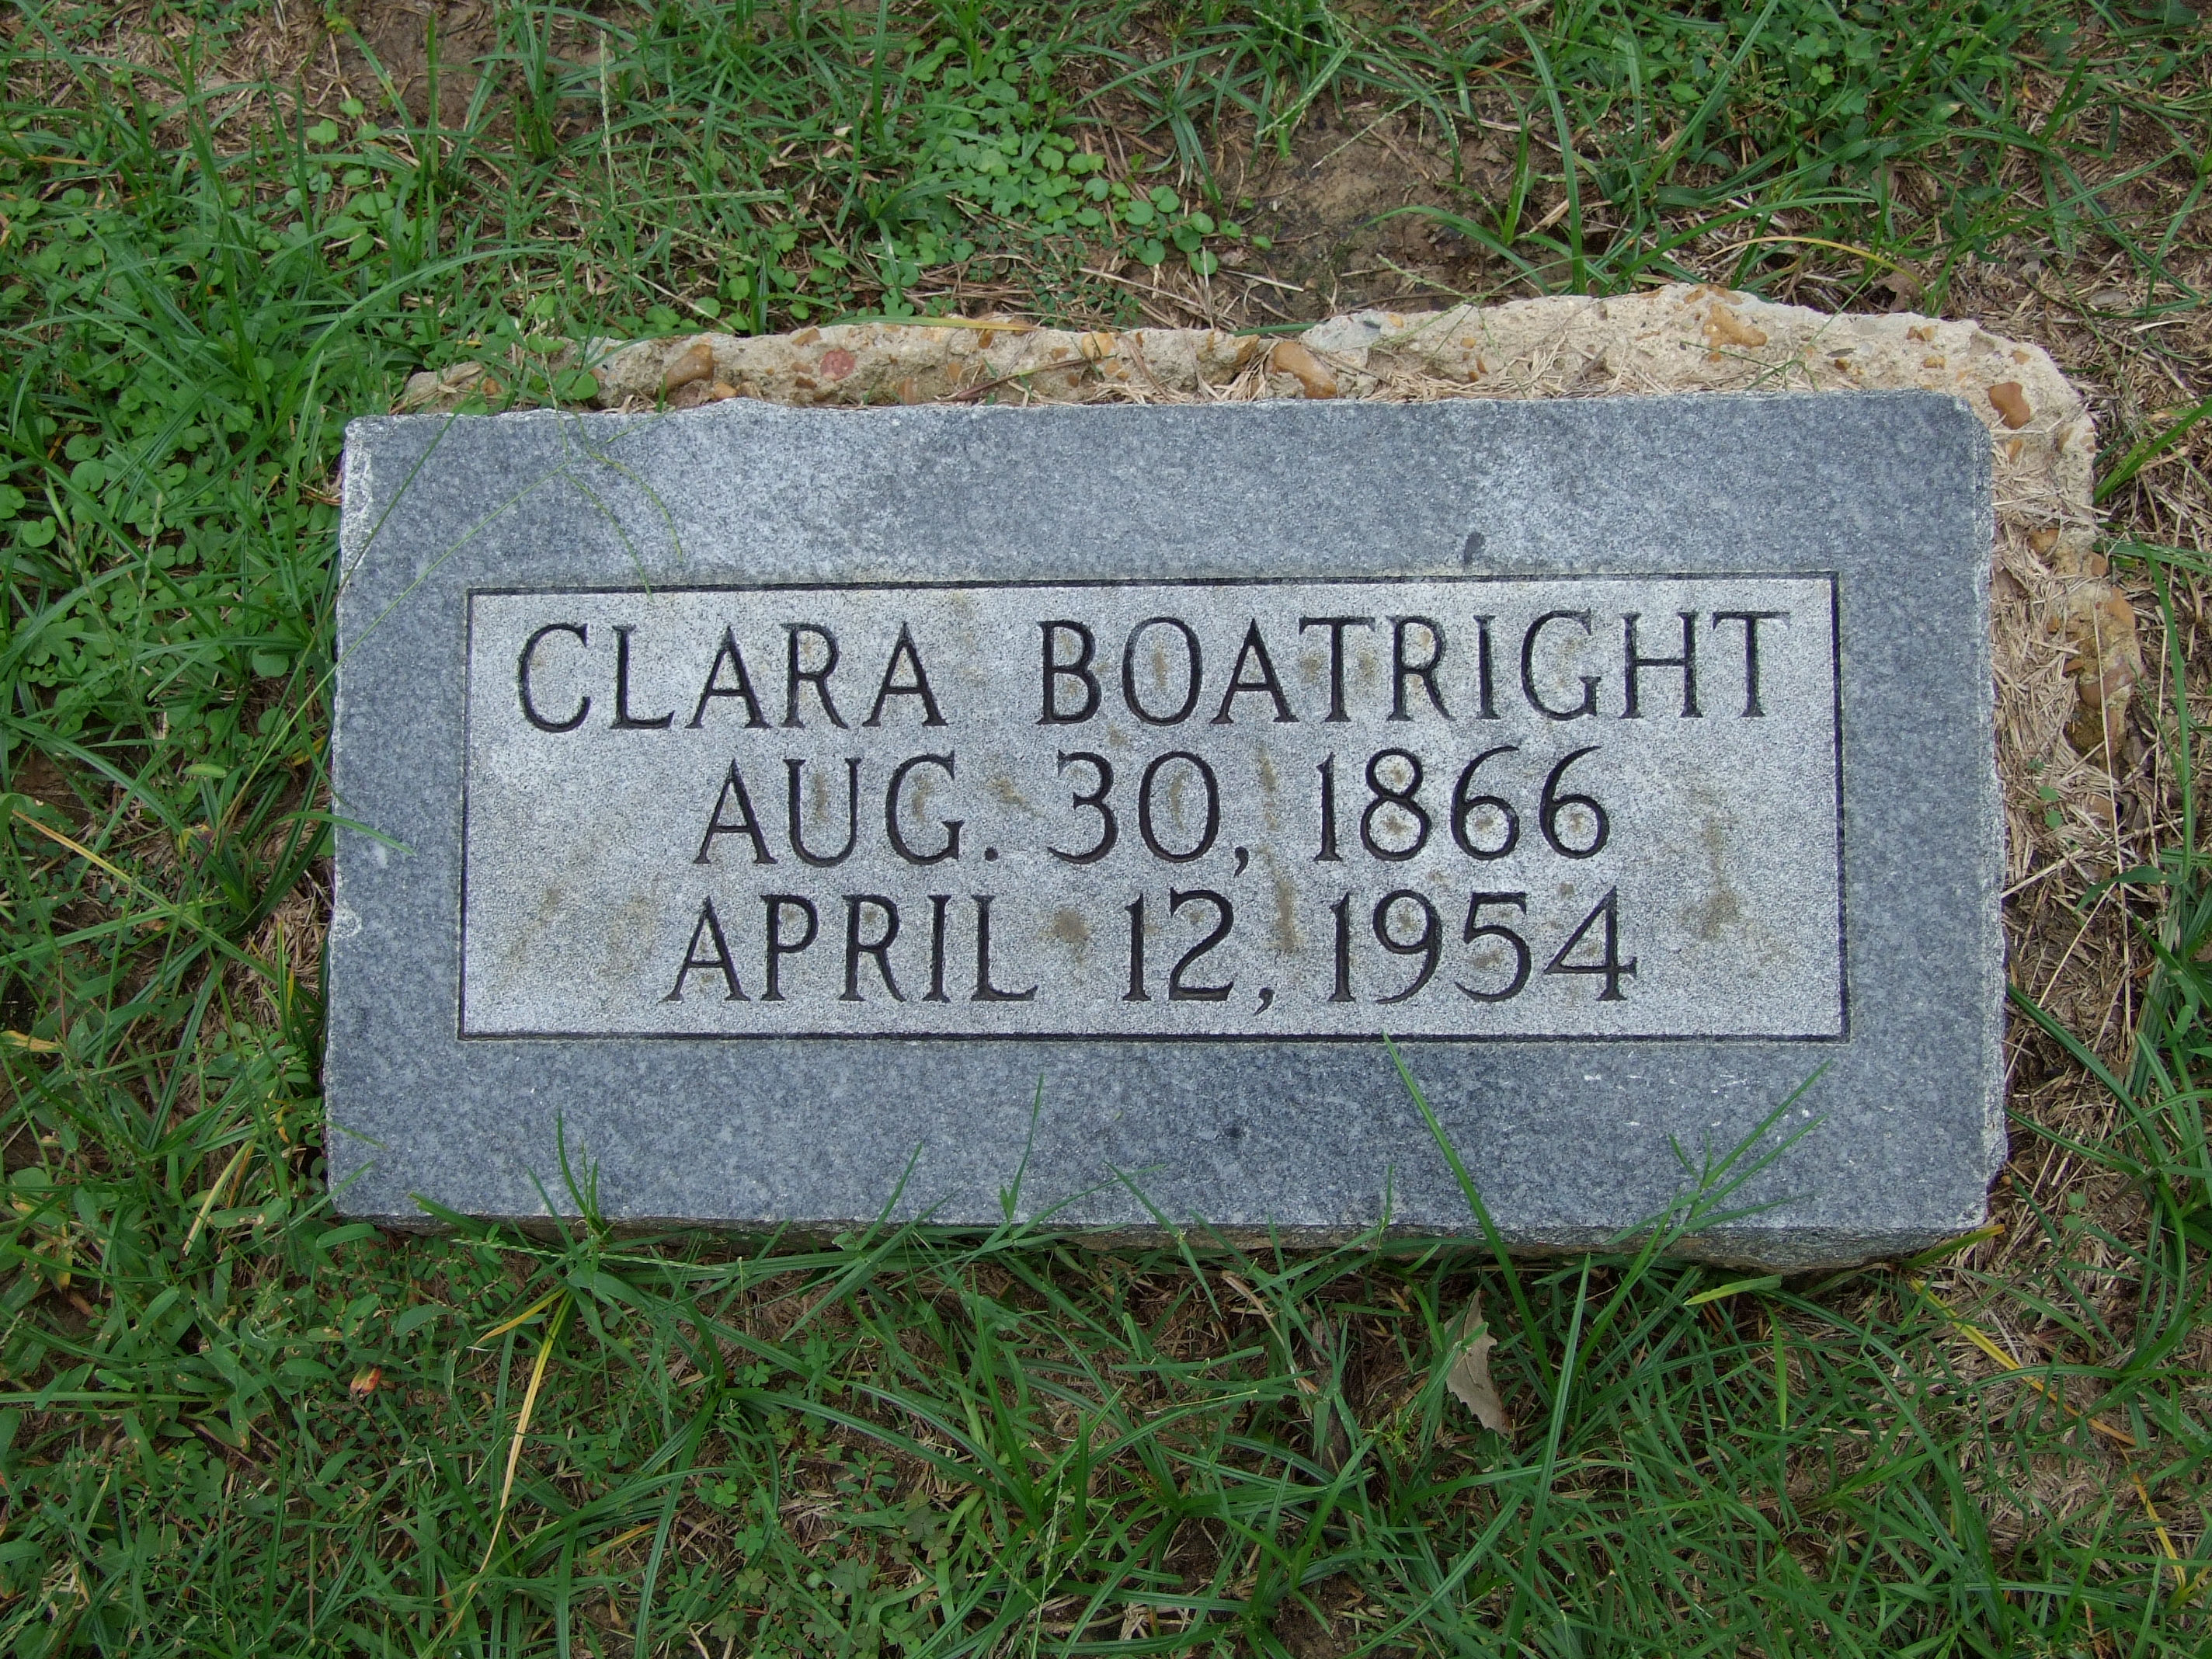 CLARA BOATRIGHT
AUG. 30, 1866
APRIL 12, 1954